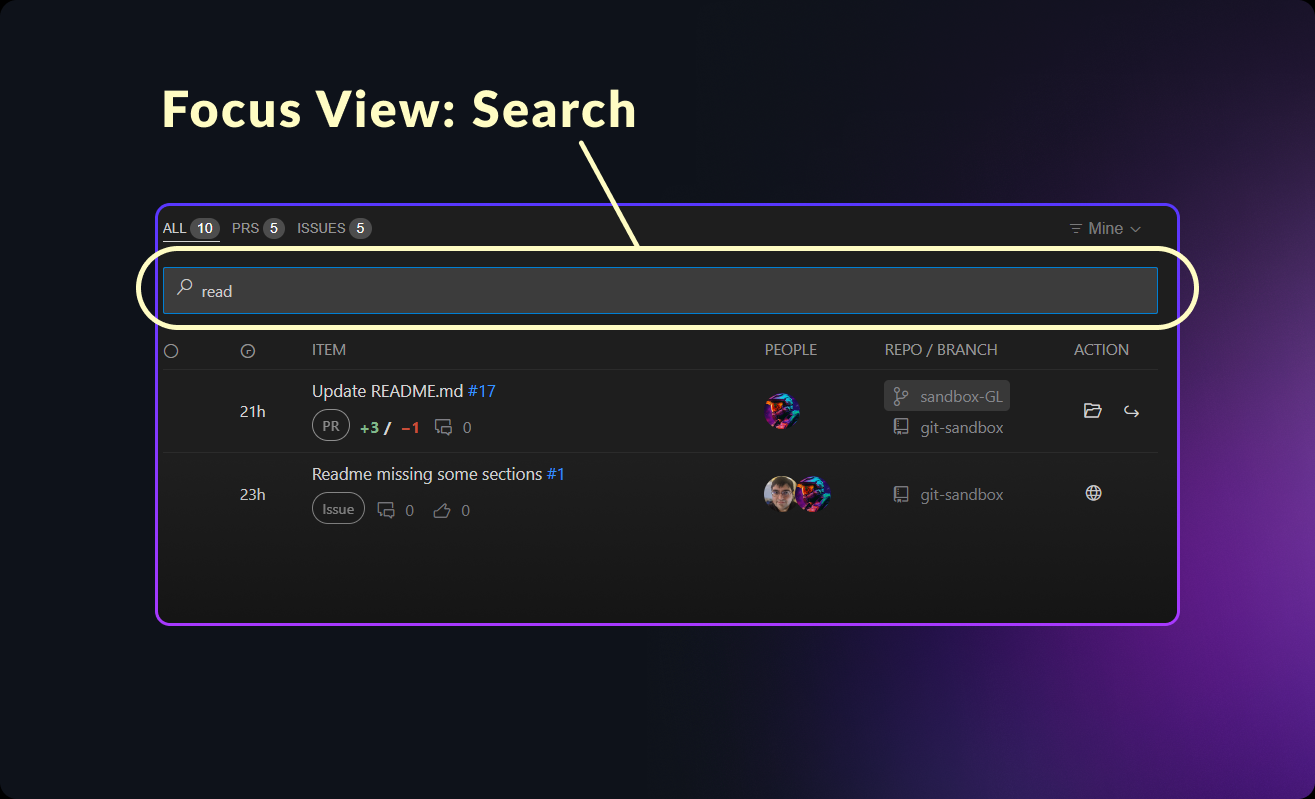 Focus View: Search
ALL 10 PRS 5 ISSUES 5 Mine
read
ITEM PEOPLE REPO / BRANCH ACTION
Update README.md #17
21h
sandbox-GL
PR +3 / −1 0
git-sandbox
Readme missing some sections #1
23h
git-sandbox
Issue 0 0